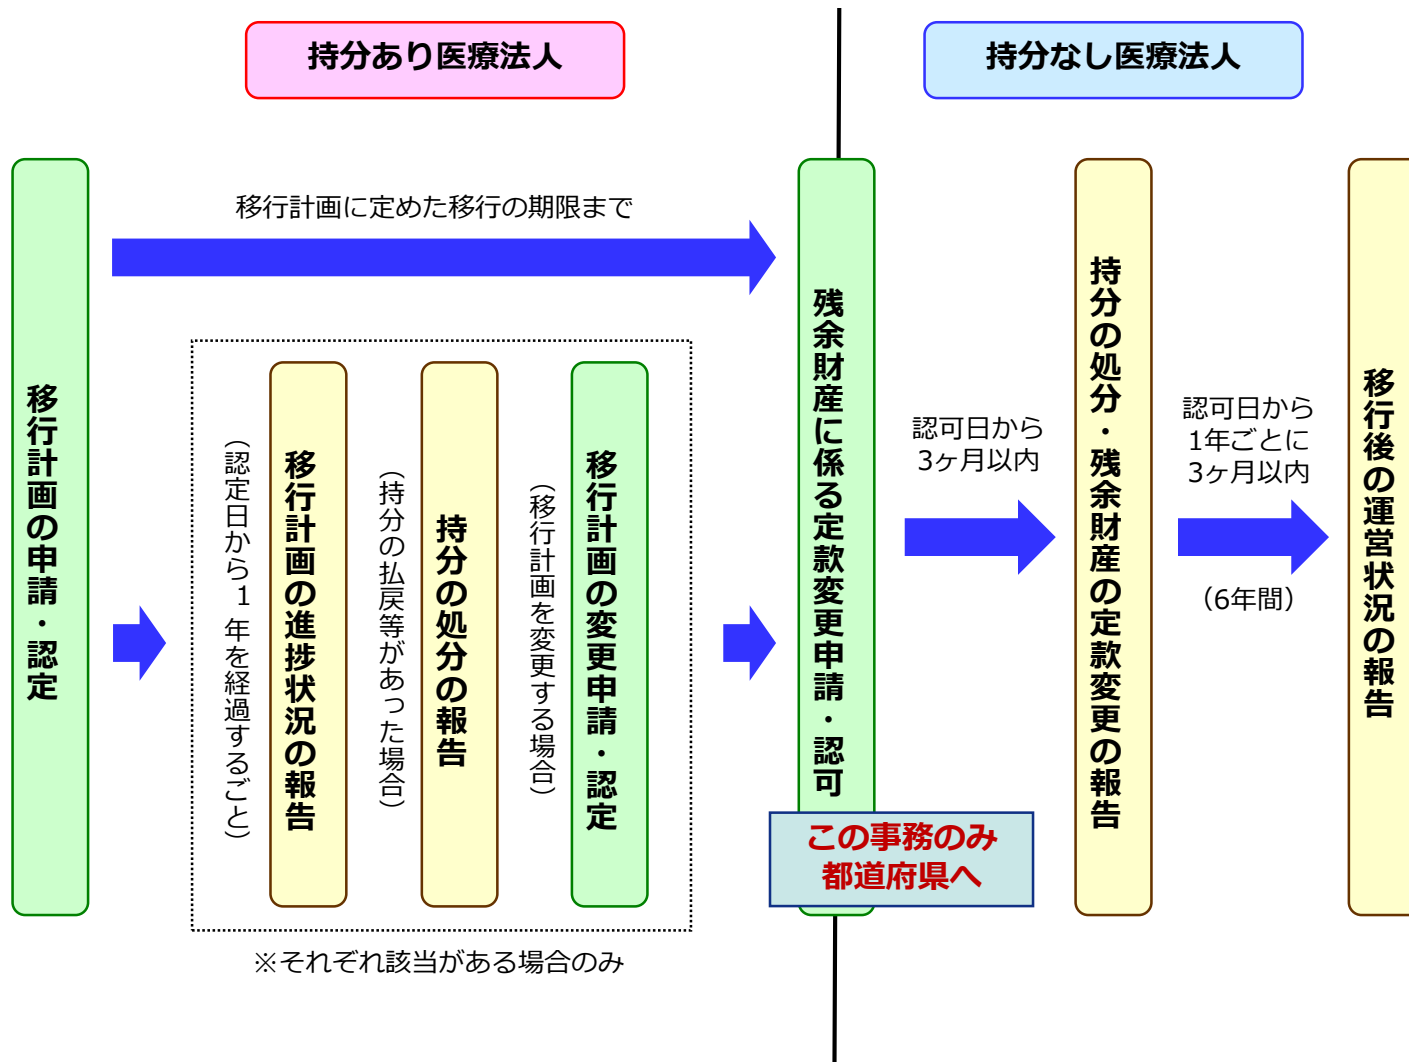 持分あり医療法人
持分なし医療法人
移行計画の申請・認定
移行計画に定めた移行の期限まで
（認定日から１年を経過するごと）
移行計画の進捗状況の報告
（持分の払戻等があった場合）
持分の処分の報告
（移行計画を変更する場合）
移行計画の変更申請・認定
※それぞれ該当がある場合のみ
残余財産に係る定款変更申請・認可
この事務のみ
都道府県へ
認可日から
3ヶ月以内
持分の処分・残余財産の定款変更の報告
認可日から
1年ごとに
3ヶ月以内
（6年間）
移行後の運営状況の報告